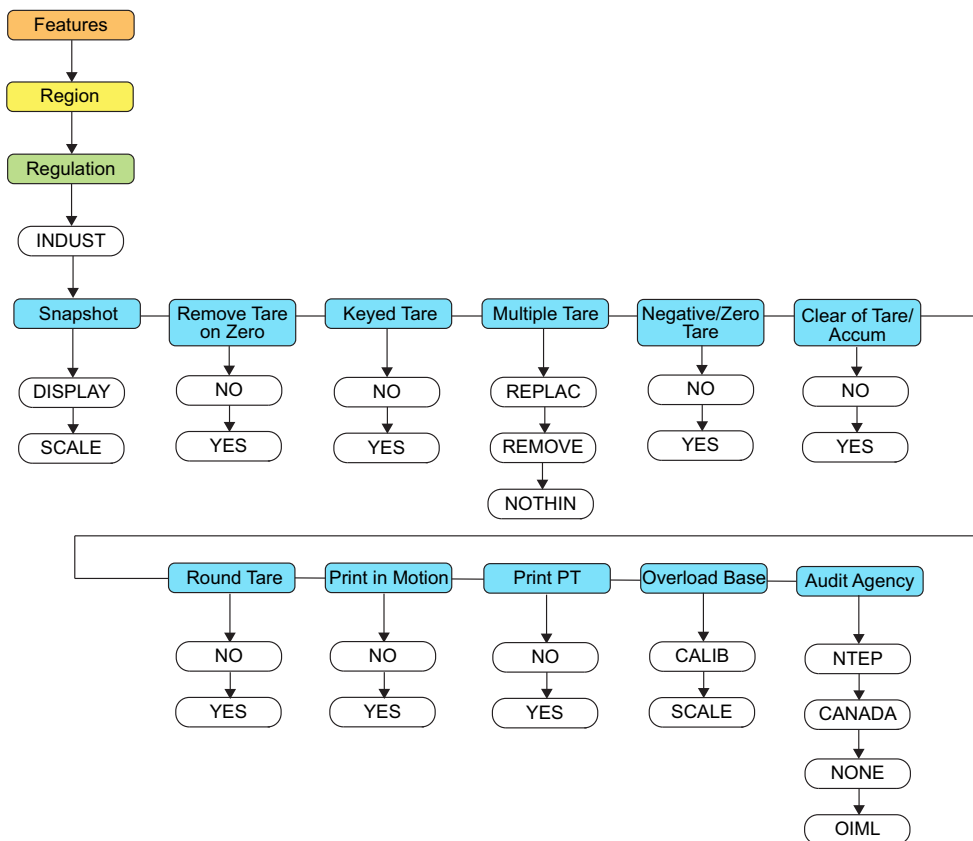 Features
Region
Regulation
INDUST
Snapshot
Remove Tare
on Zero
Keyed Tare
Multiple Tare
Negative/Zero
Tare
Clear of Tare/
Accum
DISPLAY
NO
NO
REPLAC
NO
NO
SCALE
YES
YES
REMOVE
YES
YES
NOTHIN
Round Tare
Print in Motion
Print PT
Overload Base
Audit Agency
NO
NO
NO
CALIB
NTEP
YES
YES
YES
SCALE
CANADA
NONE
OIML